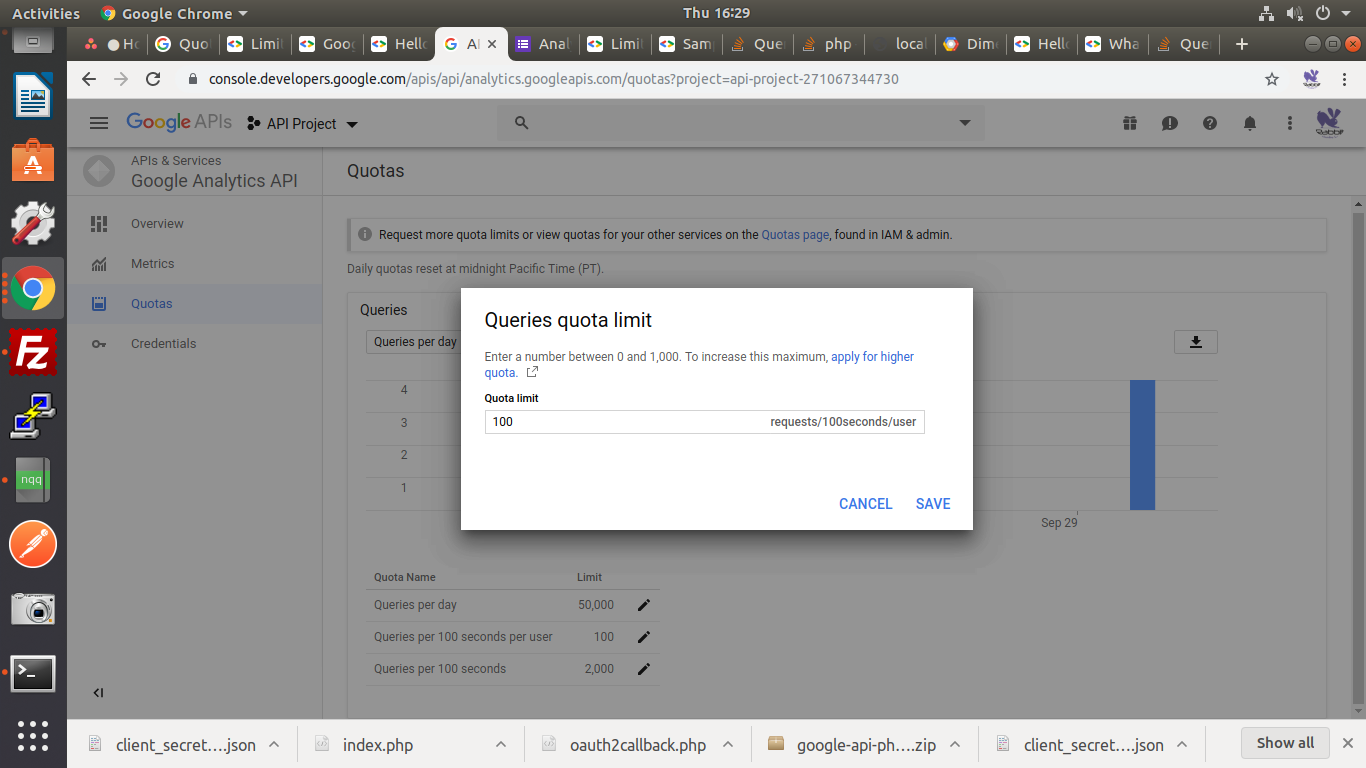 Activities Google Chrome Thu 16:29
Quo Limi Goog Hello AI Anal Limi Sam Que php local Dim Hello Wha Que
console.developers.google.com/apis/api/analytics.googleapis.com/quotas?project=api-project-271067344730
Google APIs API Project
APIs & Services
Google Analytics API
Quotas
Overview
Metrics
Quotas
Credentials
Request more quota limits or view quotas for your other services on the Quotas page, found in IAM & admin.
Daily quotas reset at midnight Pacific Time (PT).
Queries
Queries per day
4
3
2
1
Sep 29
Queries quota limit
Enter a number between 0 and 1,000. To increase this maximum, apply for higher
quota.
Quota limit
100 requests/100seconds/user
CANCEL SAVE
Quota Name Limit
Queries per day 50,000
Queries per 100 seconds per user 100
Queries per 100 seconds 2,000
nqq
client_secret....json index.php oauth2callback.php google-api-ph....zip client_secret....json Show all